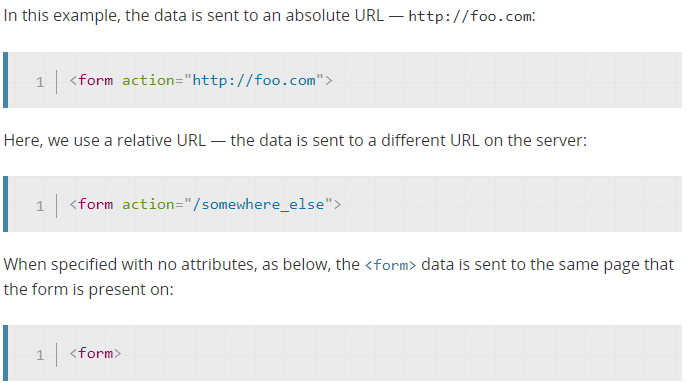 In this example, the data is sent to an absolute URL — http://foo.com:
1 <form action="http://foo.com">
Here, we use a relative URL — the data is sent to a different URL on the server:
1 <form action="/somewhere_else">
When specified with no attributes, as below, the <form> data is sent to the same page that
the form is present on:
1 <form>